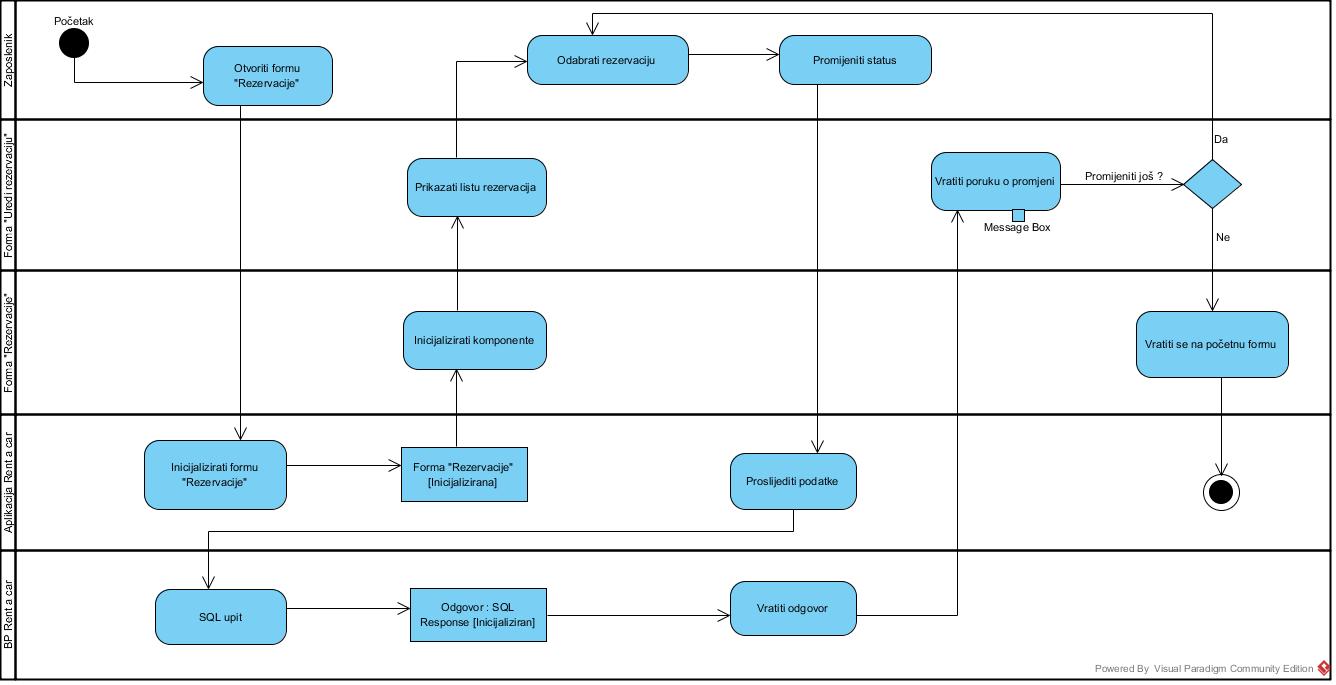 Zaposlenik
Početak
Otvoriti formu
"Rezervacije"
Odabrati rezervaciju
Promijeniti status
Forma "Uredi rezervaciju"
Prikazati listu rezervacija
Vratiti poruku o promjeni
Message Box
Promijeniti još ?
Da
Ne
Forma "Rezervacije"
Inicijalizirati komponente
Vratiti se na početnu formu
Aplikacija Rent a car
Inicijalizirati formu
"Rezervacije"
Forma "Rezervacije"
[Inicijalizirana]
Proslijediti podatke
BP Rent a car
SQL upit
Odgovor : SQL
Response [Inicijaliziran]
Vratiti odgovor
Powered By Visual Paradigm Community Edition